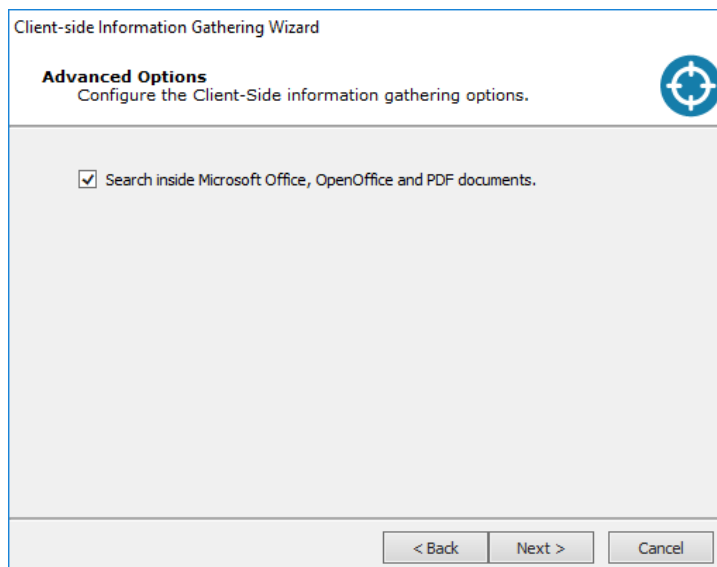 Client-side Information Gathering Wizard
Advanced Options
Configure the Client-Side information gathering options.
Search inside Microsoft Office, OpenOffice and PDF documents.
< Back Next > Cancel